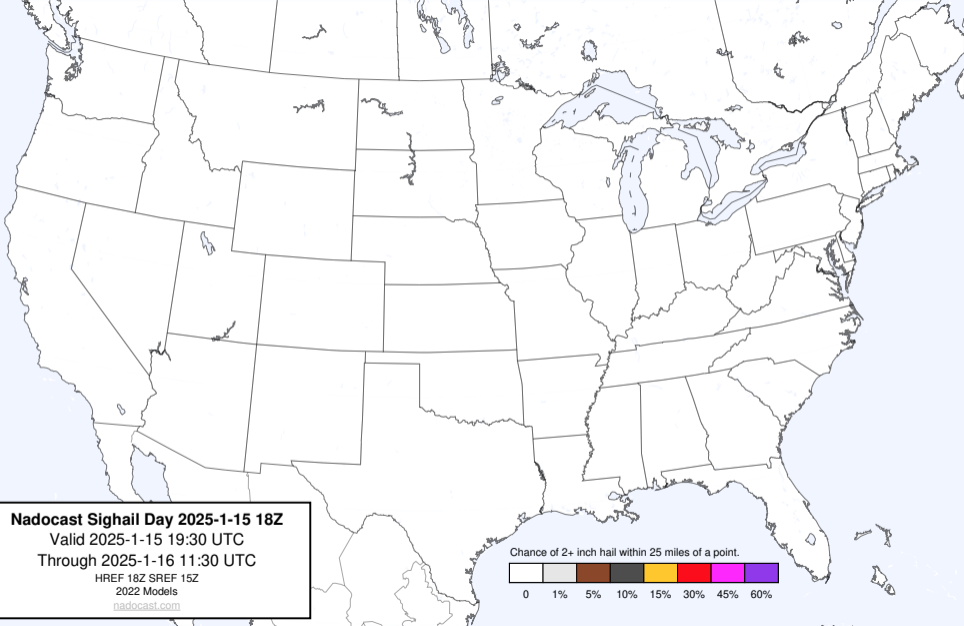 Nadocast Sighail Day 2025-1-15 18Z
Valid 2025-1-15 19:30 UTC
Through 2025-1-16 11:30 UTC
HREF 18Z SREF 15Z
2022 Models
nadocast.com
Chance of 2+ inch hail within 25 miles of a point.
0 1% 5% 10% 15% 30% 45% 60%